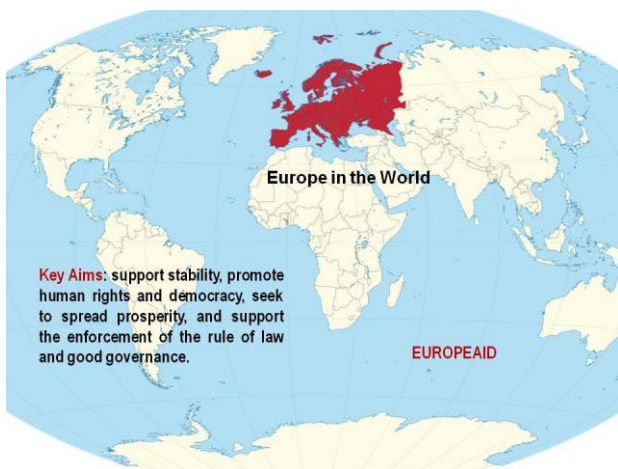 Europe in the World
Key Aims: support stability, promote
human rights and democracy, seek
to spread prosperity, and support
the enforcement of the rule of law
and good governance.
EUROPEAID